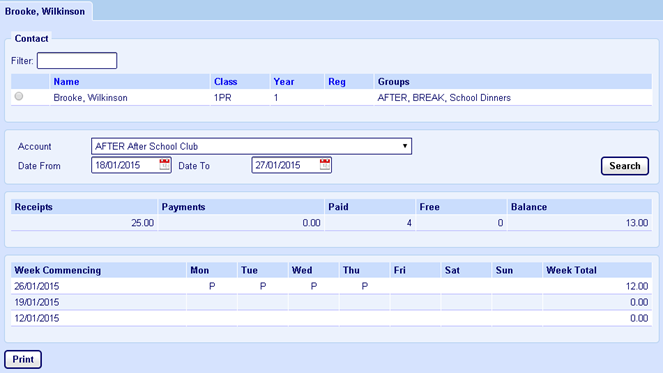 Brooke, Wilkinson
Contact
Filter:
Name Class Year Reg Groups
Brooke, Wilkinson 1PR 1 AFTER, BREAK, School Dinners
Account AFTER After School Club
Date From 18/01/2015 Date To 27/01/2015 Search
Receipts Payments Paid Free Balance
25.00 0.00 4 0 13.00
Week Commencing Mon Tue Wed Thu Fri Sat Sun Week Total
26/01/2015 P P P P 12.00
19/01/2015 0.00
12/01/2015 0.00
Print